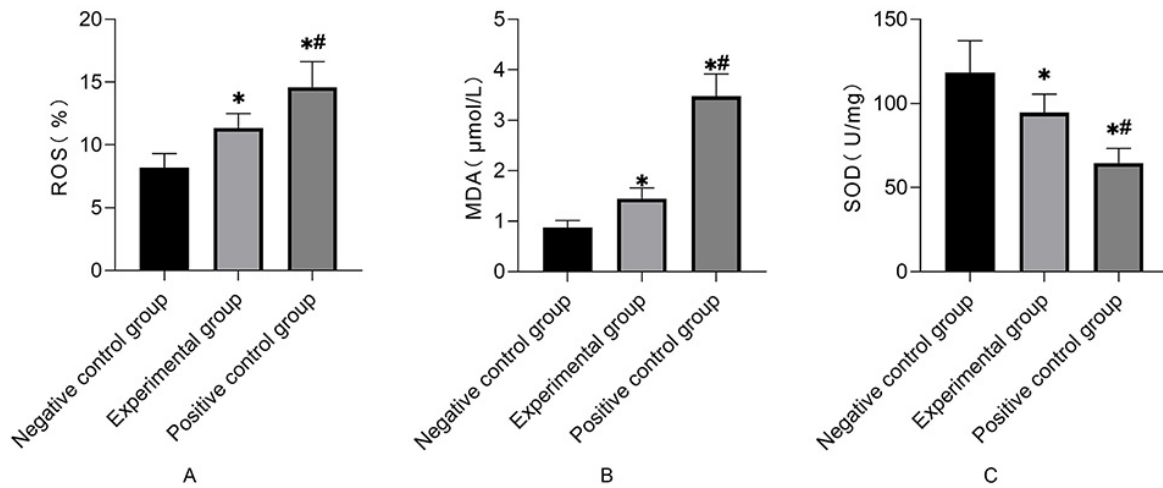 20
15
10
5
0
ROS( %)
*
*#
Negative control group
Experimental group
Positive control group
A
5
4
3
2
1
0
MDA( μmol/L)
*
*#
Negative control group
Experimental group
Positive control group
B
150
100
50
0
SOD( U/mg)
*
*#
Negative control group
Experimental group
Positive control group
C